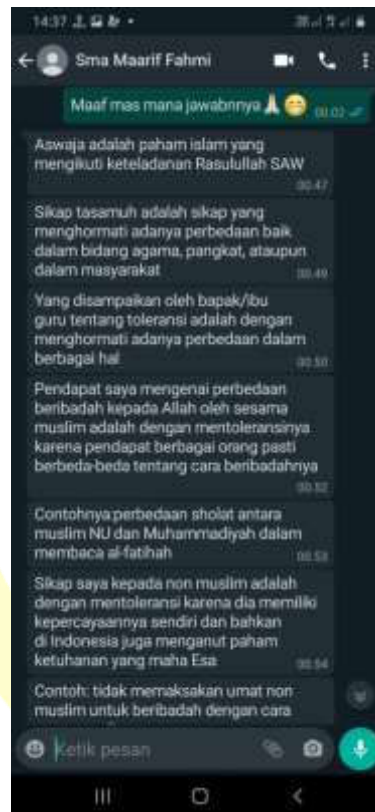 14:37
Sma Maarif Fahmi
Maaf mas mana jawabnnya 🙏😁 00.02
Aswaja adalah paham islam yang
mengikuti keteladanan Rasulullah SAW
00.47
Sikap tasamuh adalah sikap yang
menghormati adanya perbedaan baik
dalam bidang agama, pangkat, ataupun
dalam masyarakat
00.49
Yang disampaikan oleh bapak/ibu
guru tentang toleransi adalah dengan
menghormati adanya perbedaan dalam
berbagai hal
00.50
Pendapat saya mengenai perbedaan
beribadah kepada Allah oleh sesama
muslim adalah dengan mentoleransinya
karena pendapat berbagai orang pasti
berbeda-beda tentang cara beribadahnya
00.52
Contohnya perbedaan sholat antara
muslim NU dan Muhammadiyah dalam
membaca al-fatihah
00.53
Sikap saya kepada non muslim adalah
dengan mentoleransi karena dia memiliki
kepercayaannya sendiri dan bahkan
di Indonesia juga menganut paham
ketuhanan yang maha Esa
00.54
Contoh: tidak memaksakan umat non
muslim untuk beribadah dengan cara
Ketik pesan